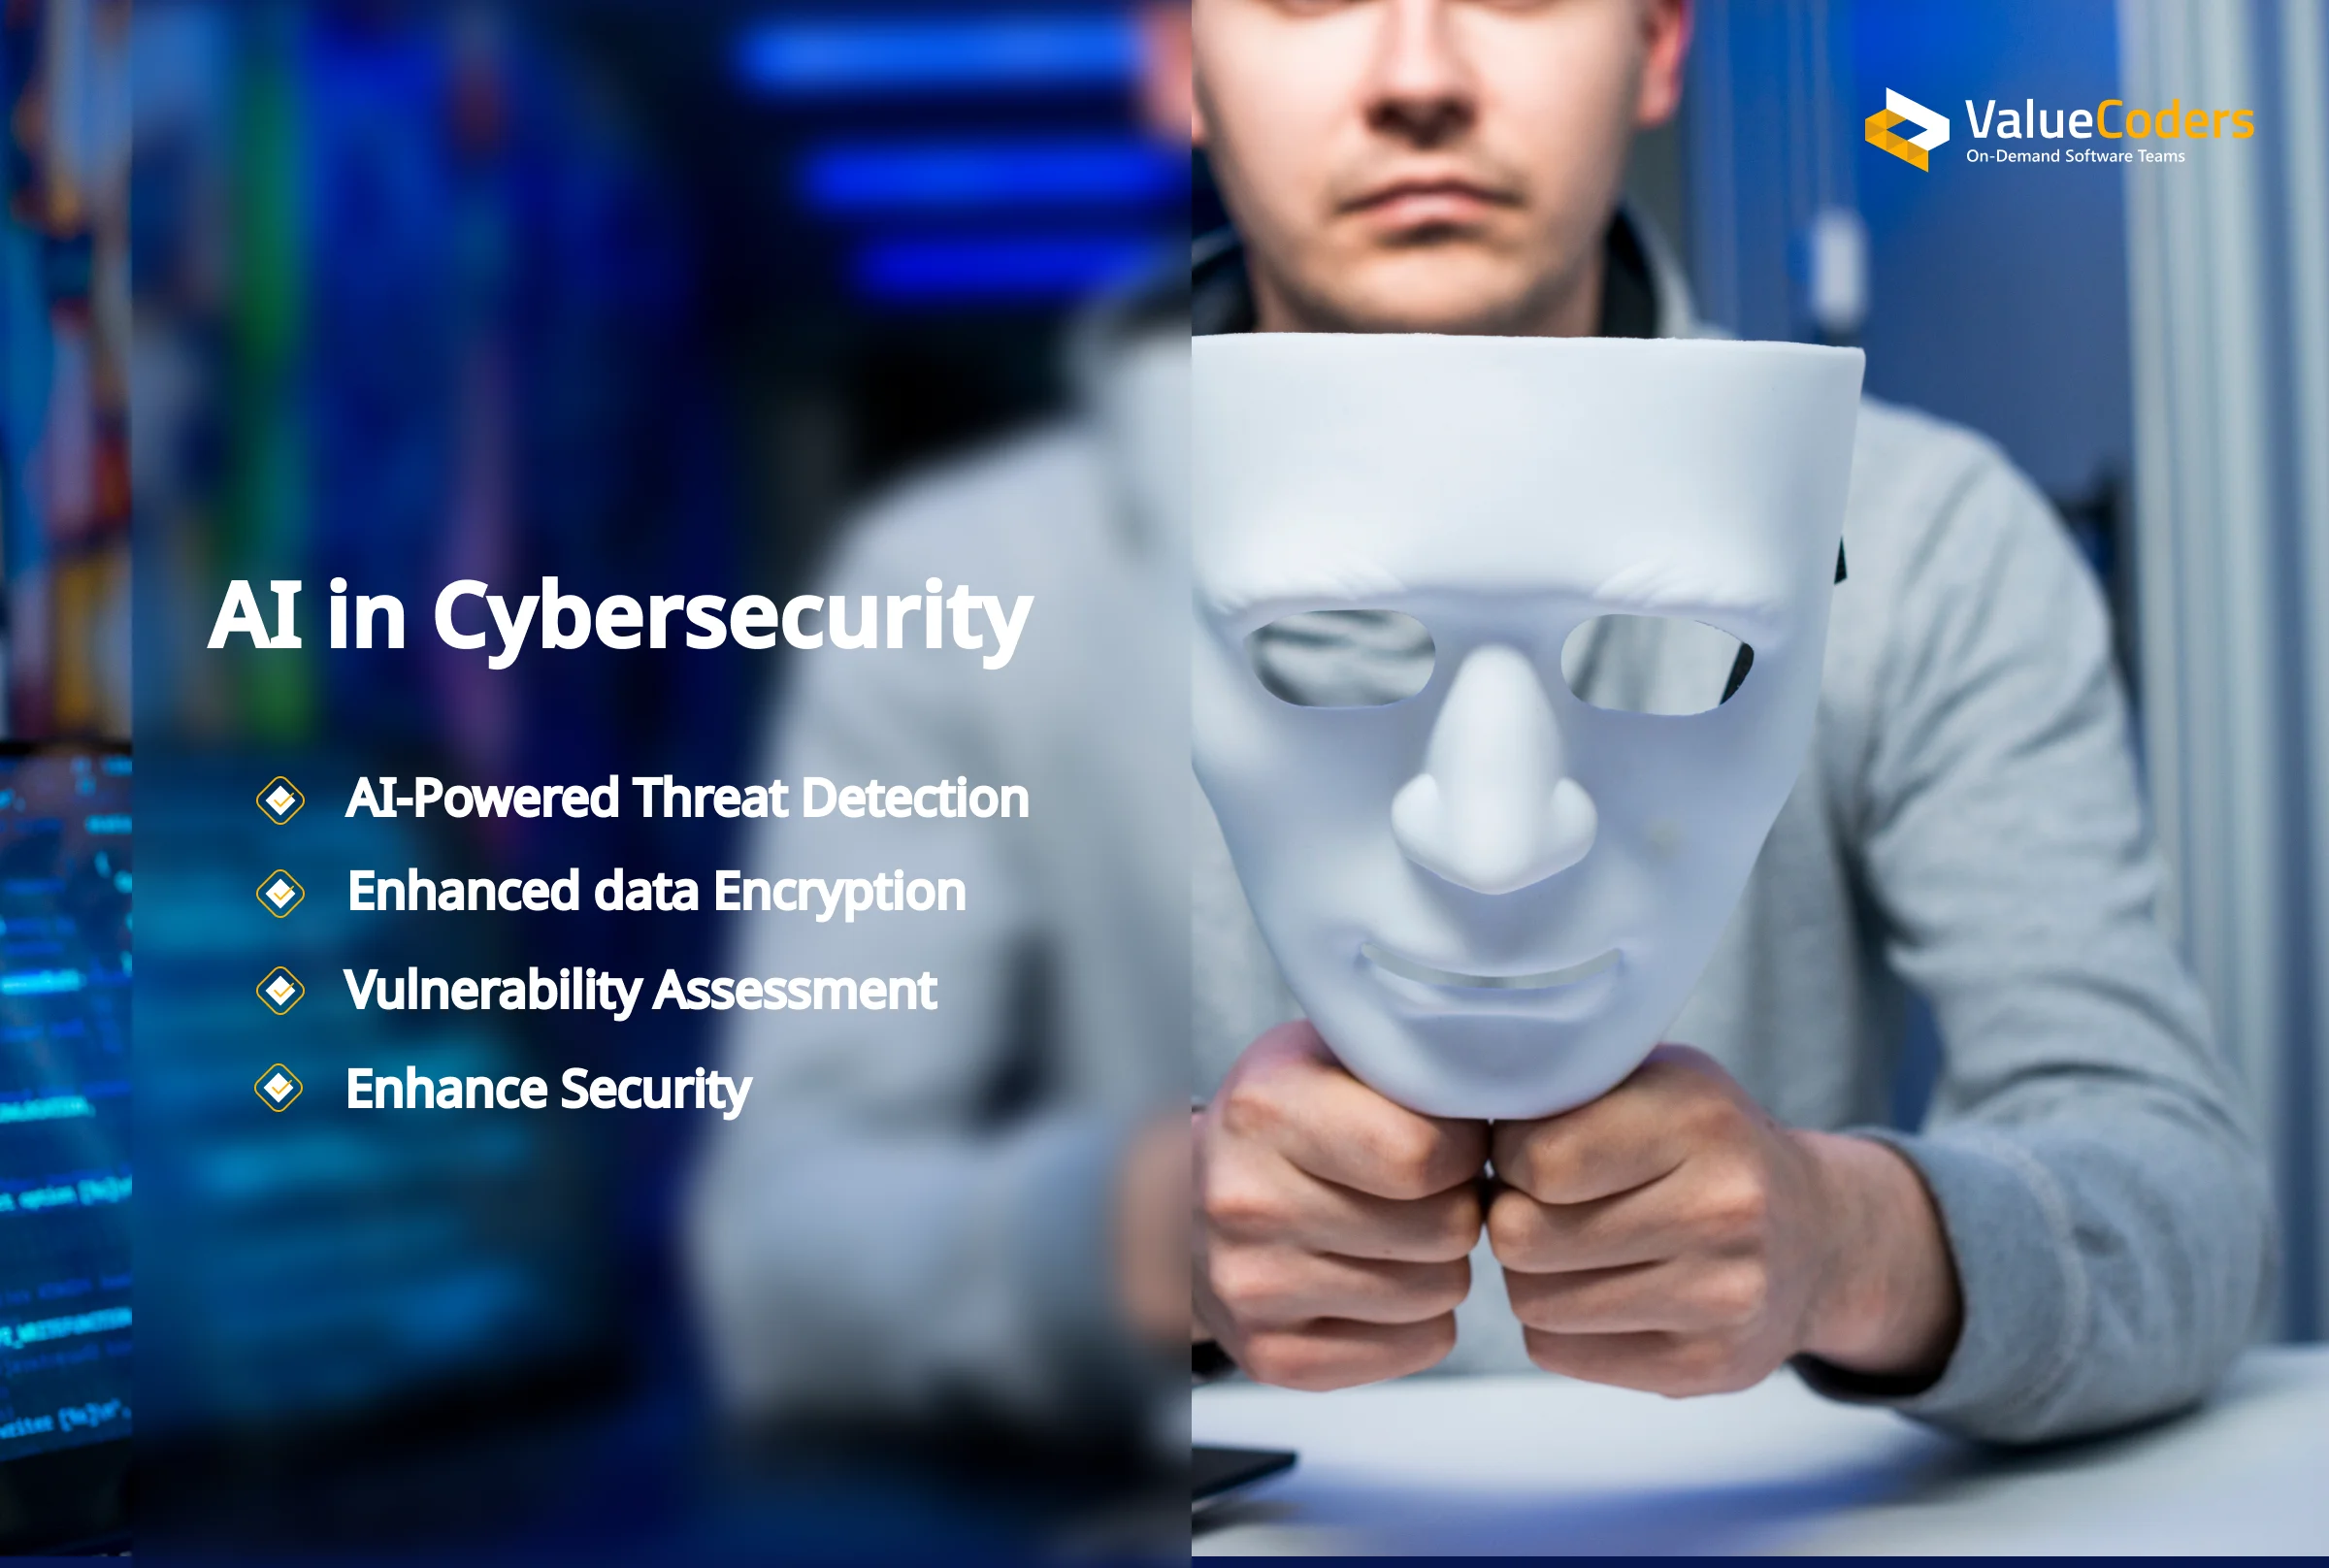 ValueCoders
On-Demand Software Teams
AI in Cybersecurity
AI-Powered Threat Detection
Enhanced data Encryption
Vulnerability Assessment
Enhance Security